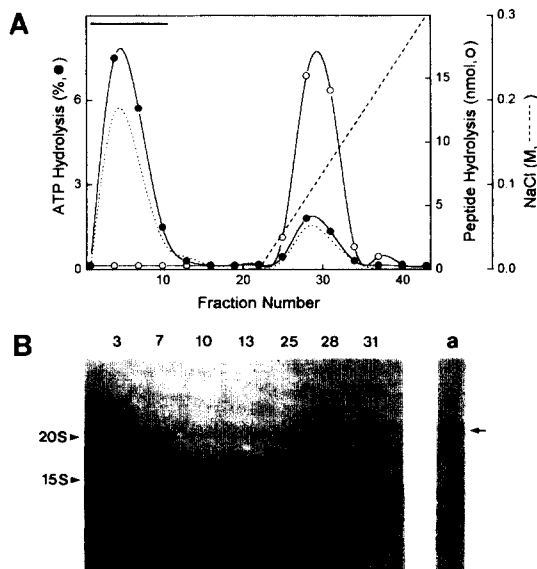 A
ATP Hydrolysis (%, ●)
6
3
0
0
10
20
30
40
Fraction Number
15
10
5
0
Peptide Hydrolysis (nmol, o)
0.3
0.2
0.1
0.0
NaCl (M, ------)
B
3 7 10 13 25 28 31 a
20S
15S